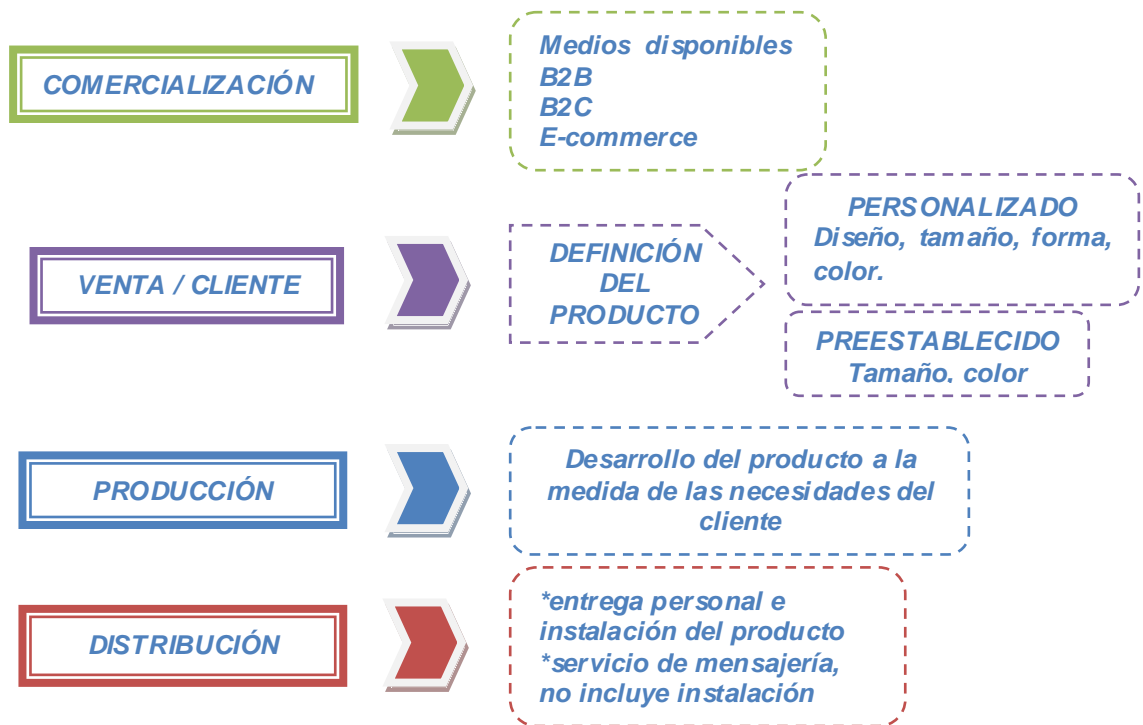 COMERCIALIZACIÓN
Medios disponibles
B2B
B2C
E-commerce
VENTA / CLIENTE
DEFINICIÓN
DEL
PRODUCTO
PERSONALIZADO
Diseño, tamaño, forma,
color.
PREESTABLECIDO
Tamaño. color
PRODUCCIÓN
Desarrollo del producto a la
medida de las necesidades del
cliente
DISTRIBUCIÓN
*entrega personal e
instalación del producto
*servicio de mensajería,
no incluye instalación